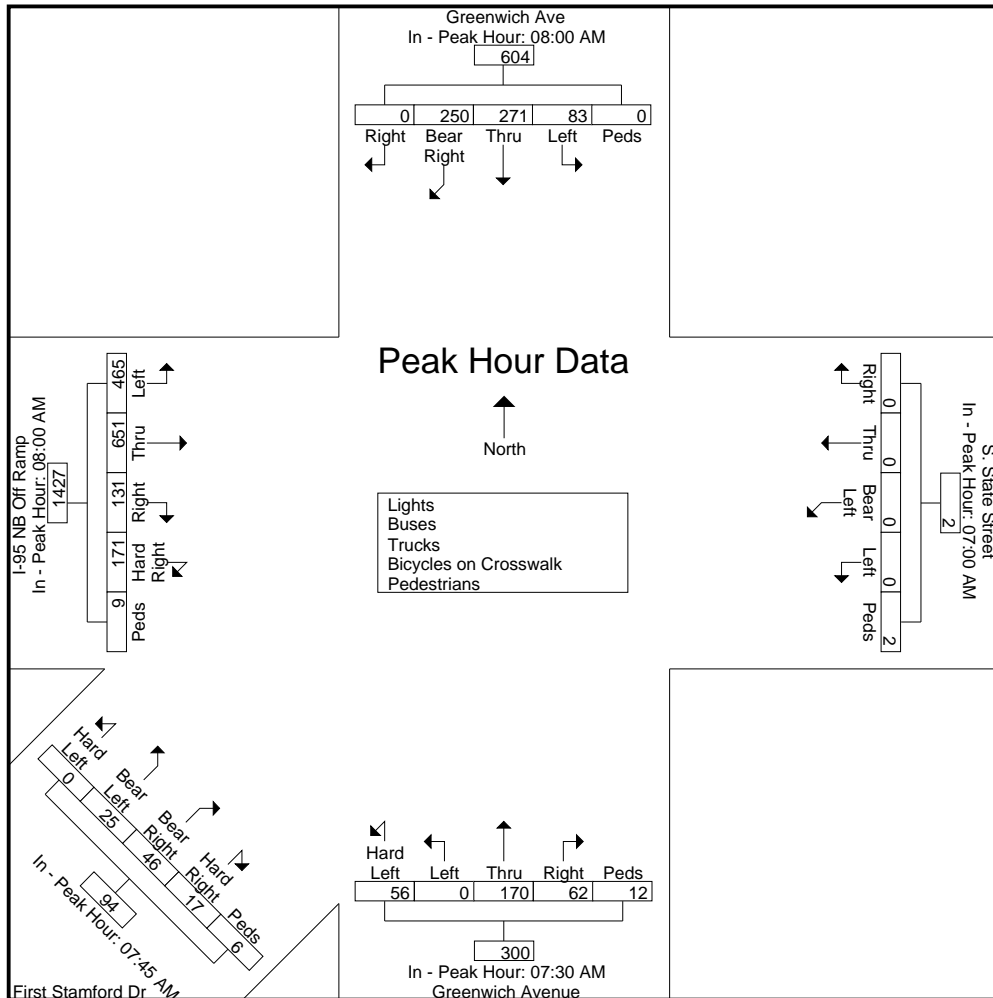 Greenwich Ave
In - Peak Hour: 08:00 AM
604
0 250 271 83 0
Right Bear Right Thru Left Peds
Peak Hour Data
North
Lights
Buses
Trucks
Bicycles on Crosswalk
Pedestrians
I-95 NB Off Ramp
In - Peak Hour: 08:00 AM
1427
465 651 131 171 9
Left Thru Right Hard Right Peds
S. State Street
In - Peak Hour: 07:00 AM
2
0 0 0 0 2
Right Thru Bear Left Left Peds
Hard Left Bear Left Bear Right Hard Right Peds
0 25 46 17 6
94
In - Peak Hour: 07:45 AM
First Stamford Dr
Hard Left Left Thru Right Peds
56 0 170 62 12
300
In - Peak Hour: 07:30 AM
Greenwich Avenue